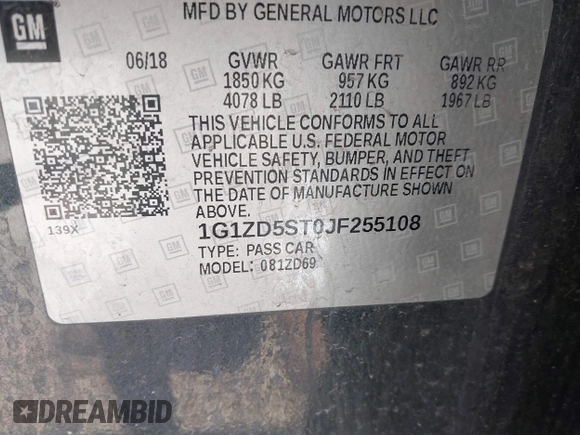 GM
MFD BY GENERAL MOTORS LLC
06/18 GVWR GAWR FRT GAWR RR
1850 KG 957 KG 892 KG
4078 LB 2110 LB 1967 LB
THIS VEHICLE CONFORMS TO ALL
APPLICABLE U.S. FEDERAL MOTOR
VEHICLE SAFETY, BUMPER, AND THEFT
PREVENTION STANDARDS IN EFFECT ON
THE DATE OF MANUFACTURE SHOWN
ABOVE.
139X
1G1ZD5ST0JF255108
TYPE: PASS CAR
MODEL: 081ZD69
DREAMBID